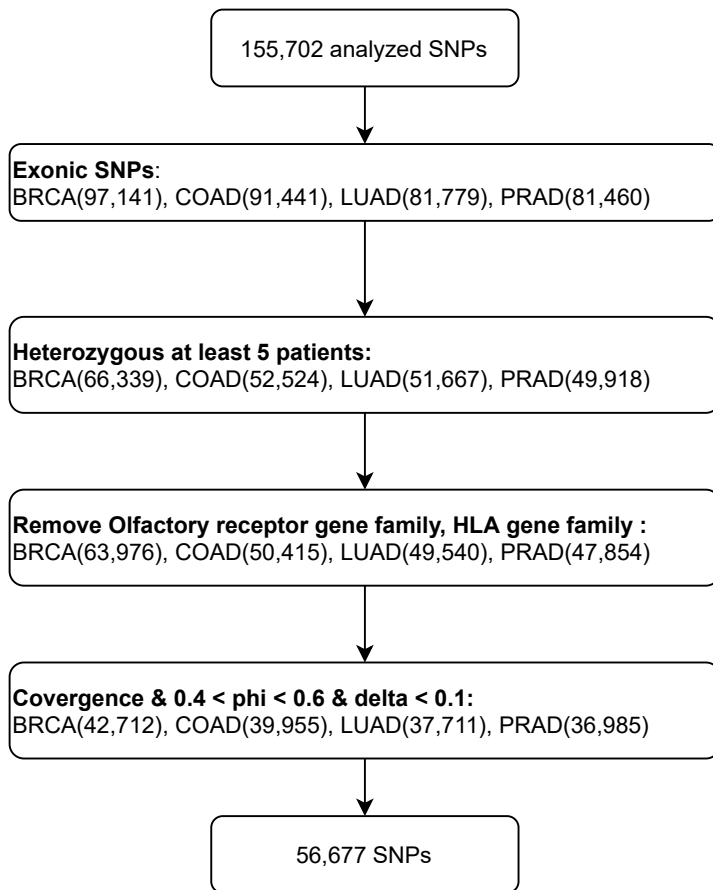 155,702 analyzed SNPs
Exonic SNPs:
BRCA(97,141), COAD(91,441), LUAD(81,779), PRAD(81,460)
Heterozygous at least 5 patients:
BRCA(66,339), COAD(52,524), LUAD(51,667), PRAD(49,918)
Remove Olfactory receptor gene family, HLA gene family :
BRCA(63,976), COAD(50,415), LUAD(49,540), PRAD(47,854)
Covergence & 0.4 < phi < 0.6 & delta < 0.1:
BRCA(42,712), COAD(39,955), LUAD(37,711), PRAD(36,985)
56,677 SNPs